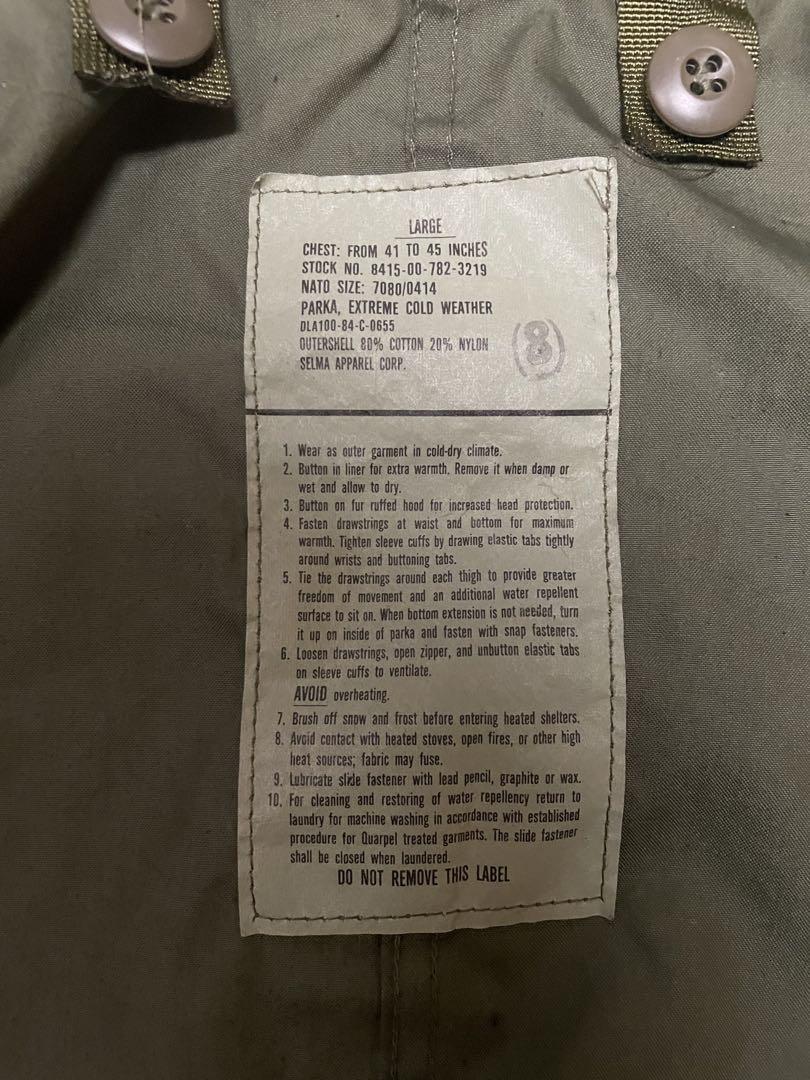 LARGE
CHEST: FROM 41 TO 45 INCHES
STOCK NO. 8415-00-782-3219
NATO SIZE: 7080/0414
PARKA, EXTREME COLD WEATHER
DLA100-84-C-0655
OUTERSHELL 80% COTTON 20% NYLON
SELMA APPAREL CORP.
(8)
1. Wear as outer garment in cold-dry climate.
2. Button in liner for extra warmth. Remove it when damp or
wet and allow to dry.
3. Button on fur ruffed hood for increased head protection.
4. Fasten drawstrings at waist and bottom for maximum
warmth. Tighten sleeve cuffs by drawing elastic tabs tightly
around wrists and buttoning tabs.
5. Tie the drawstrings around each thigh to provide greater
freedom of movement and an additional water repellent
surface to sit on. When bottom extension is not needed, turn
it up on inside of parka and fasten with snap fasteners.
6. Loosen drawstrings, open zipper, and unbutton elastic tabs
on sleeve cuffs to ventilate.
AVOID overheating.
7. Brush off snow and frost before entering heated shelters.
8. Avoid contact with heated stoves, open fires, or other high
heat sources; fabric may fuse.
9. Lubricate slide fastener with lead pencil, graphite or wax.
10. For cleaning and restoring of water repellency return to
laundry for machine washing in accordance with established
procedure for Quarpel treated garments. The slide fastener
shall be closed when laundered.
DO NOT REMOVE THIS LABEL